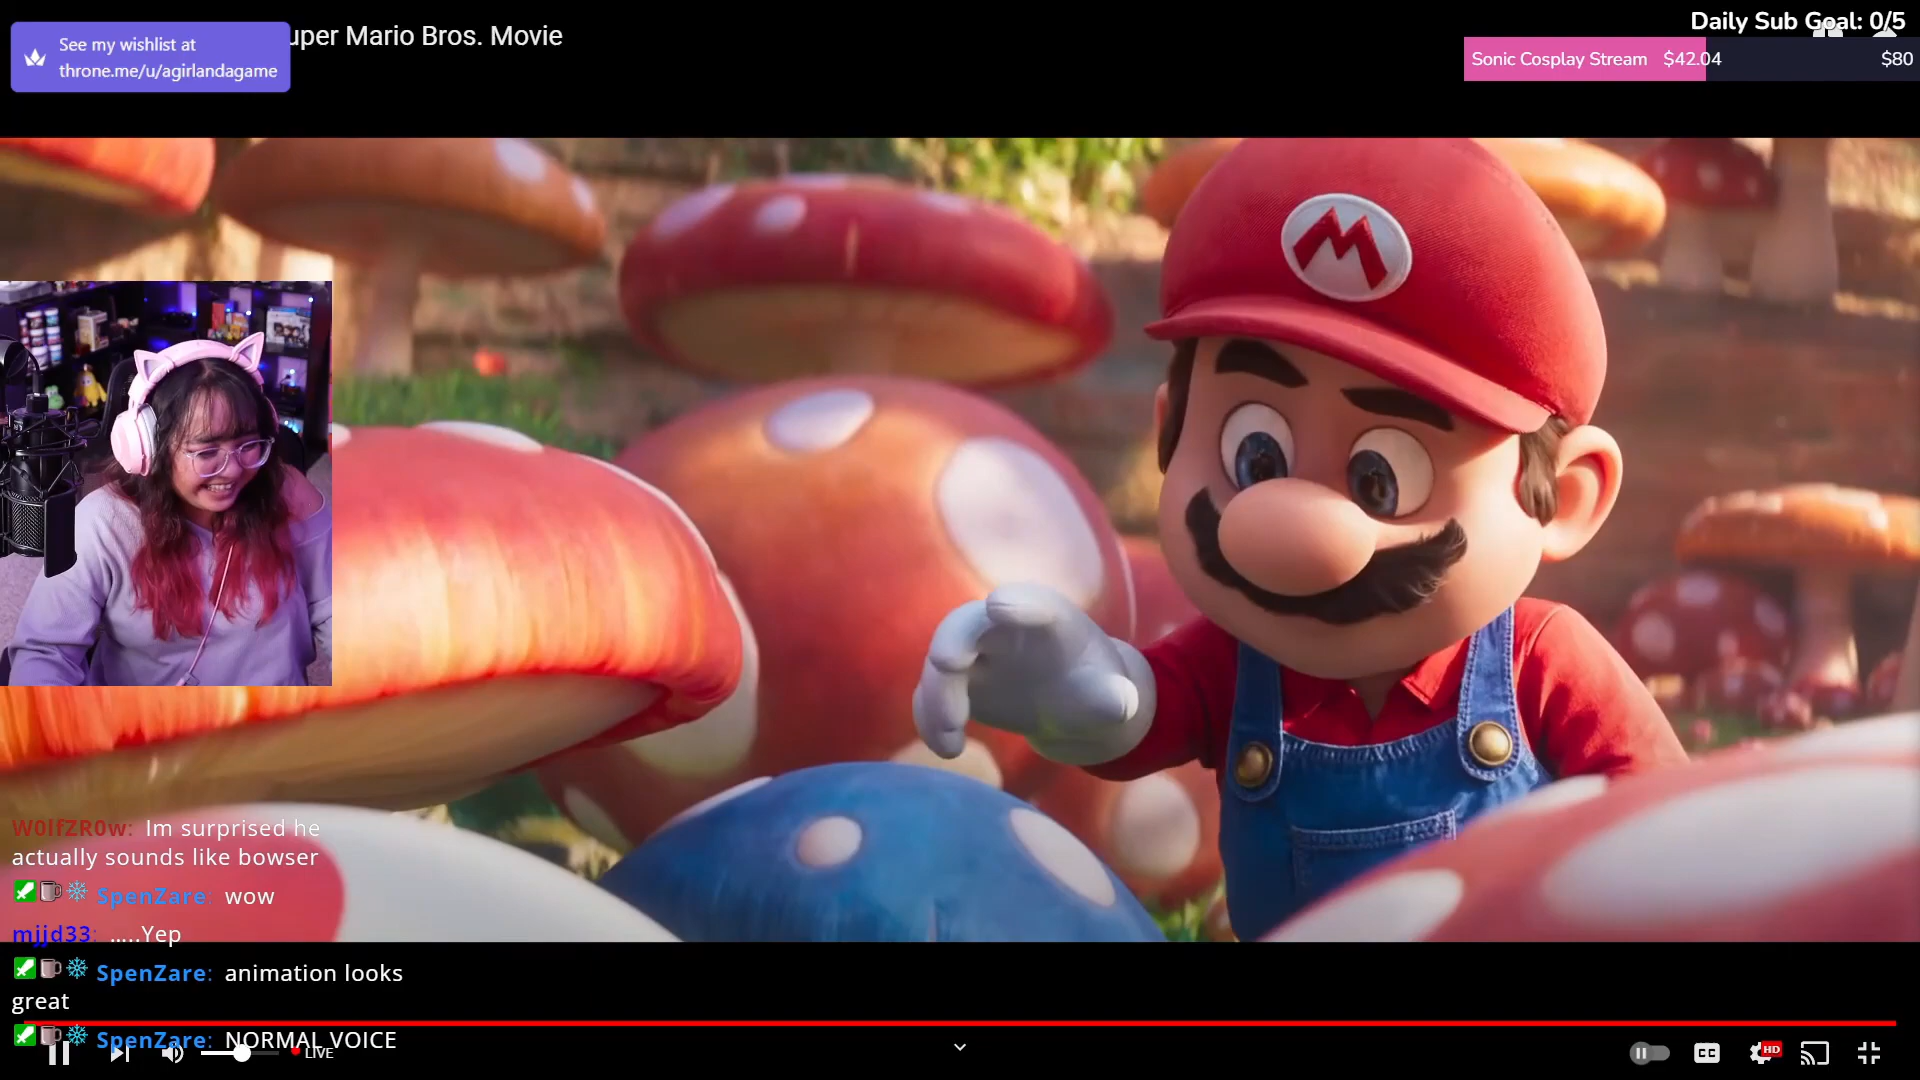 See my wishlist at
throne.me/u/agirlandagame
uper Mario Bros. Movie
Daily Sub Goal: 0/5
Sonic Cosplay Stream $42.04 $80
M
W0lfZR0w: Im surprised he
actually sounds like bowser
SpenZare: wow
mjjd33: .....Yep
SpenZare: animation looks
great
SpenZare: NORMAL VOICE
LIVE
CC
HD